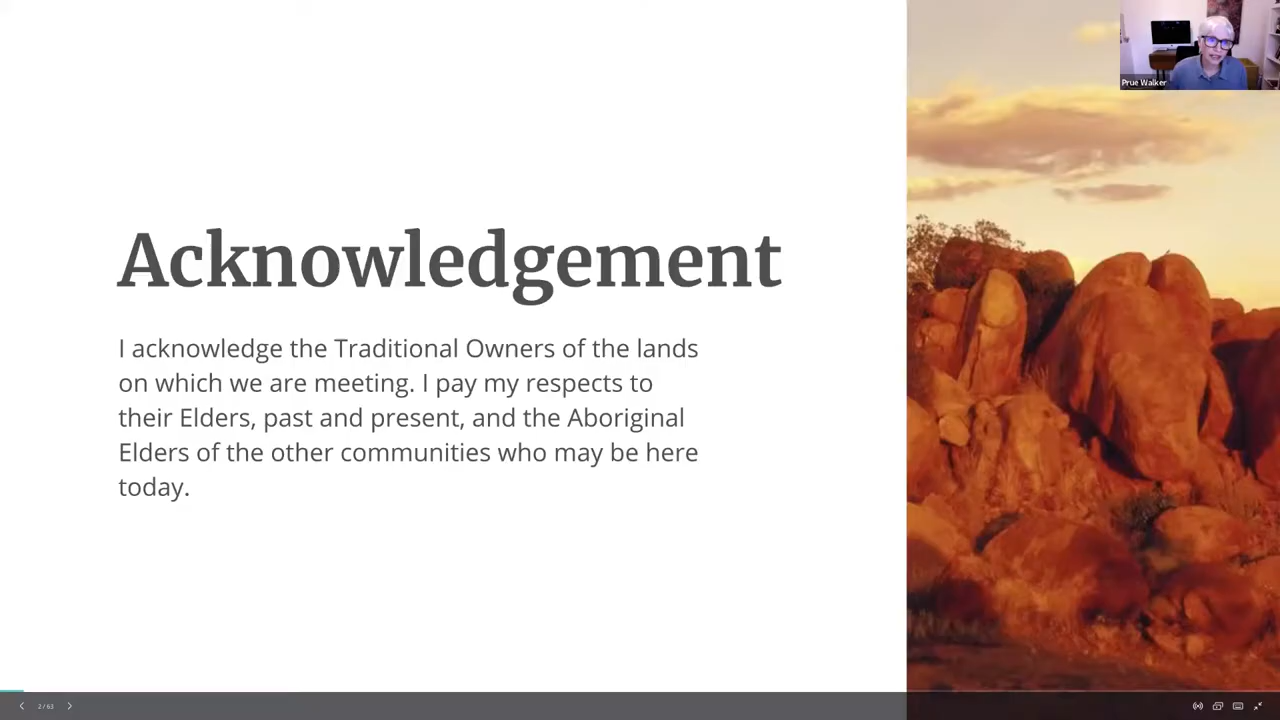 Prue Walker
Acknowledgement
I acknowledge the Traditional Owners of the lands
on which we are meeting. I pay my respects to
their Elders, past and present, and the Aboriginal
Elders of the other communities who may be here
today.
2 / 63